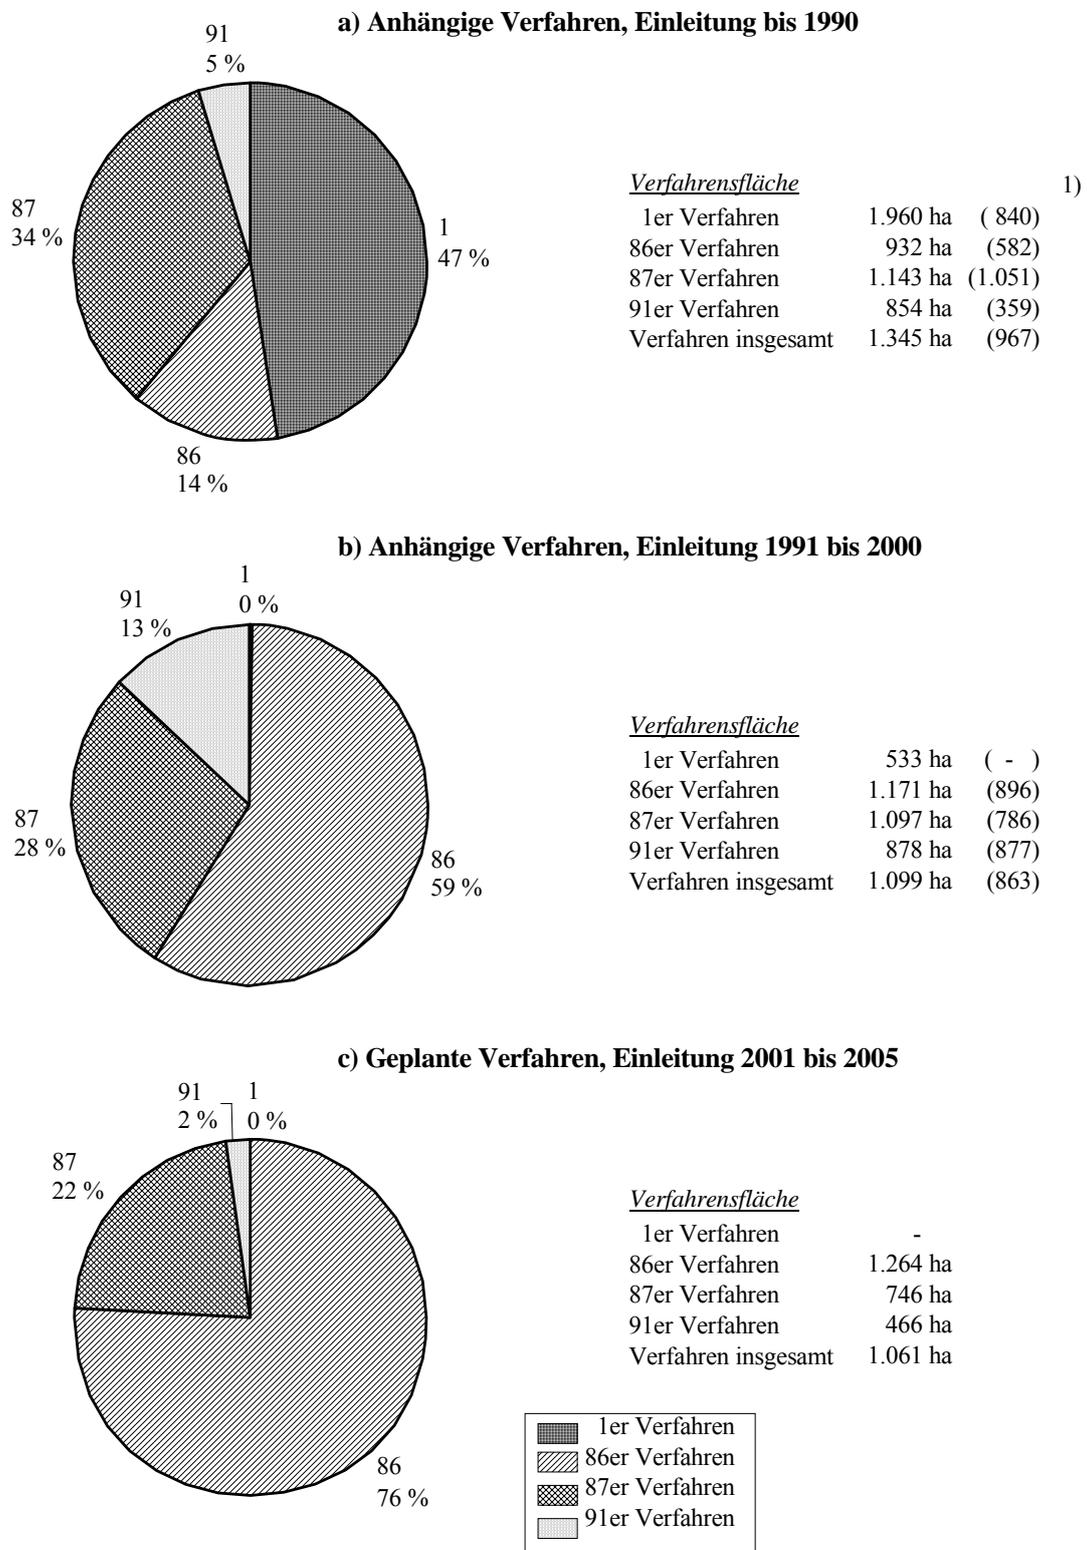 a) Anhängige Verfahren, Einleitung bis 1990
91
5 %
87
34 %
1
47 %
86
14 %
Verfahrensfläche 1)
1er Verfahren 1.960 ha ( 840)
86er Verfahren 932 ha (582)
87er Verfahren 1.143 ha (1.051)
91er Verfahren 854 ha (359)
Verfahren insgesamt 1.345 ha (967)
b) Anhängige Verfahren, Einleitung 1991 bis 2000
1
0 %
91
13 %
87
28 %
86
59 %
Verfahrensfläche
1er Verfahren 533 ha ( - )
86er Verfahren 1.171 ha (896)
87er Verfahren 1.097 ha (786)
91er Verfahren 878 ha (877)
Verfahren insgesamt 1.099 ha (863)
c) Geplante Verfahren, Einleitung 2001 bis 2005
91
2 %
1
0 %
87
22 %
86
76 %
Verfahrensfläche
1er Verfahren -
86er Verfahren 1.264 ha
87er Verfahren 746 ha
91er Verfahren 466 ha
Verfahren insgesamt 1.061 ha
1er Verfahren
86er Verfahren
87er Verfahren
91er Verfahren